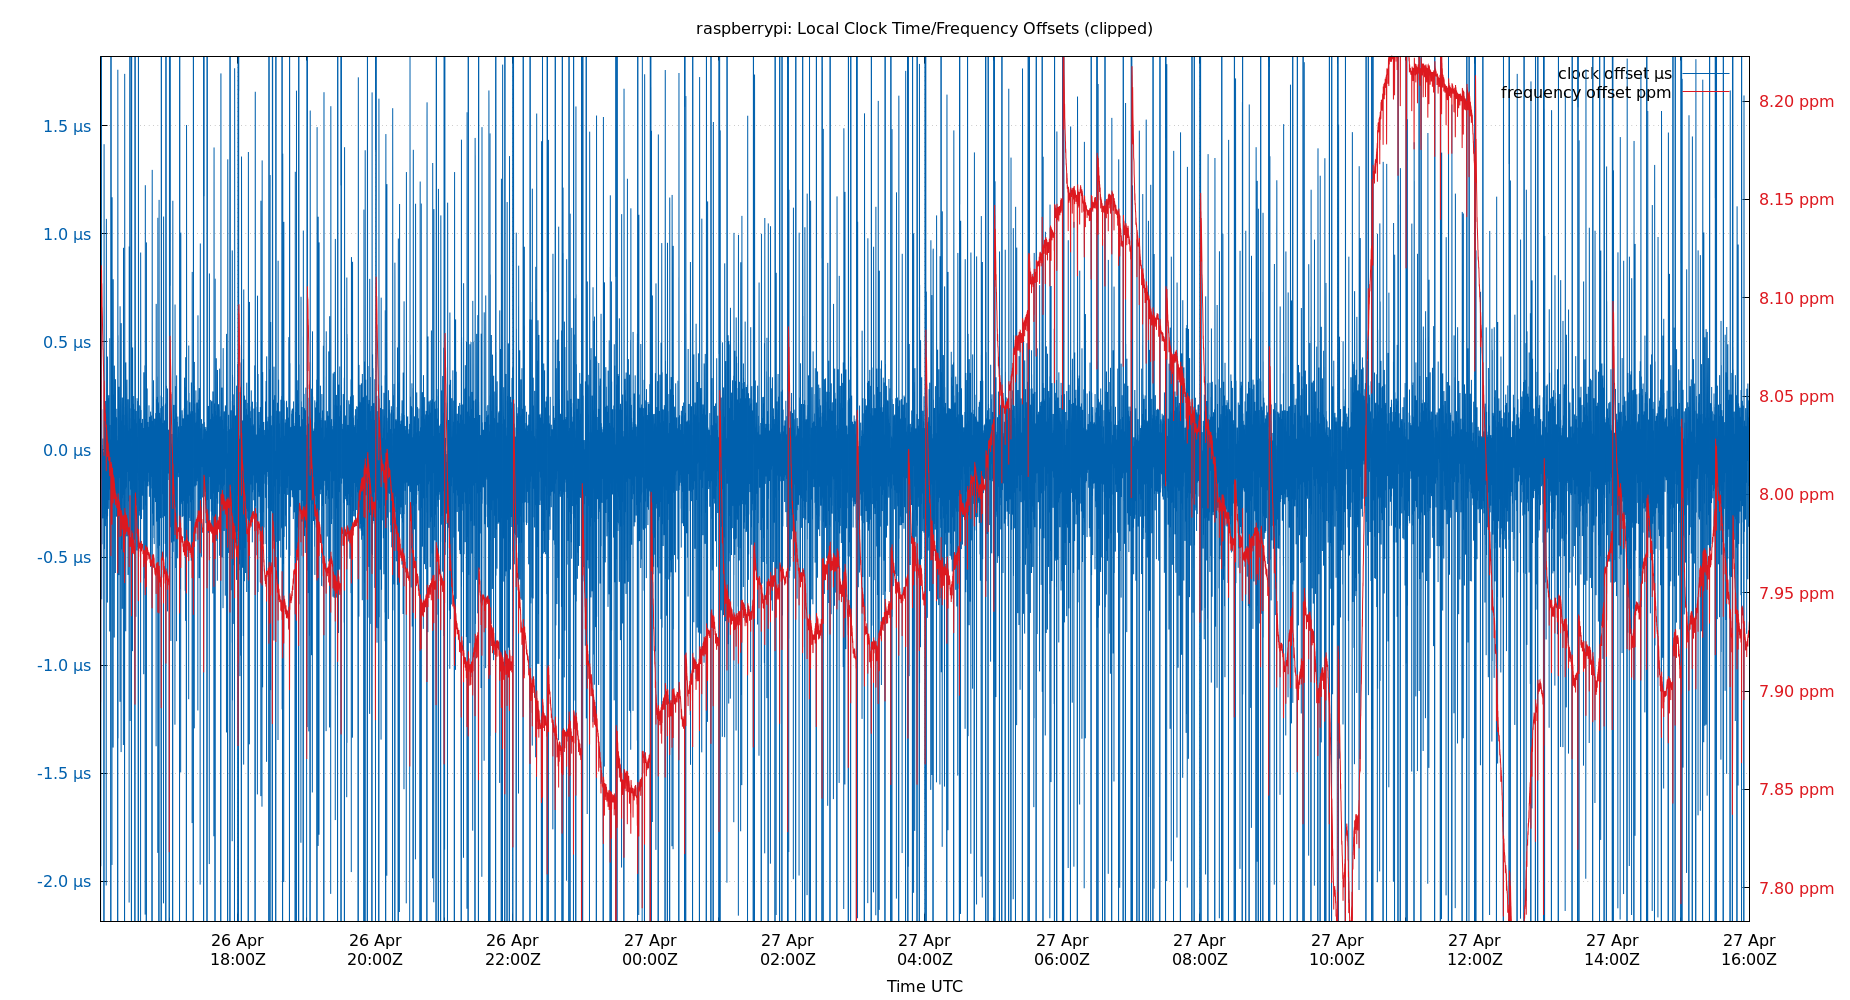 raspberrypi: Local Clock Time/Frequency Offsets (clipped)
clock offset µs
frequency offset ppm
1.5 µs
1.0 µs
0.5 µs
0.0 µs
-0.5 µs
-1.0 µs
-1.5 µs
-2.0 µs
8.20 ppm
8.15 ppm
8.10 ppm
8.05 ppm
8.00 ppm
7.95 ppm
7.90 ppm
7.85 ppm
7.80 ppm
26 Apr
18:00Z
26 Apr
20:00Z
26 Apr
22:00Z
27 Apr
00:00Z
27 Apr
02:00Z
27 Apr
04:00Z
27 Apr
06:00Z
27 Apr
08:00Z
27 Apr
10:00Z
27 Apr
12:00Z
27 Apr
14:00Z
27 Apr
16:00Z
Time UTC